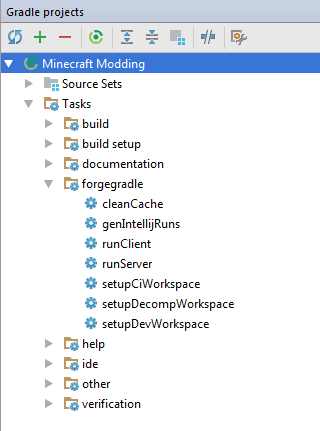 Gradle projects
Minecraft Modding
Source Sets
Tasks
build
build setup
documentation
forgegradle
cleanCache
genIntellijRuns
runClient
runServer
setupCiWorkspace
setupDecompWorkspace
setupDevWorkspace
help
ide
other
verification